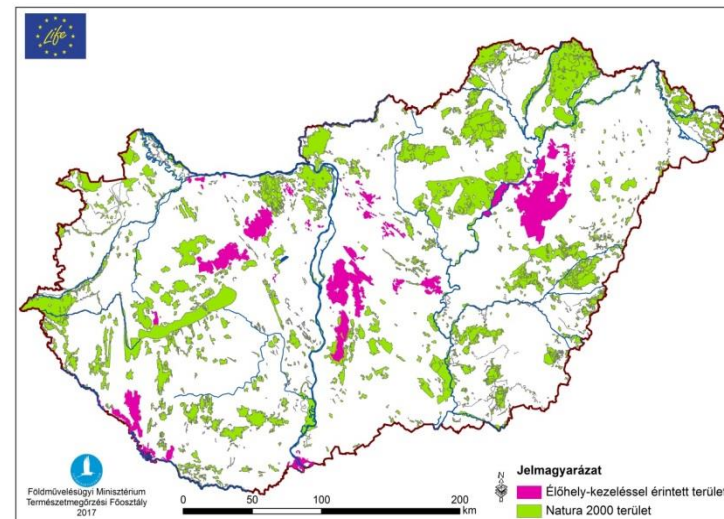 Life
Földművelésügyi Minisztérium
Természetmegőrzési Főosztály
2017
0 50 100 200
km
N
Jelmagyarázat
Élőhely-kezeléssel érintett terület
Natura 2000 terület